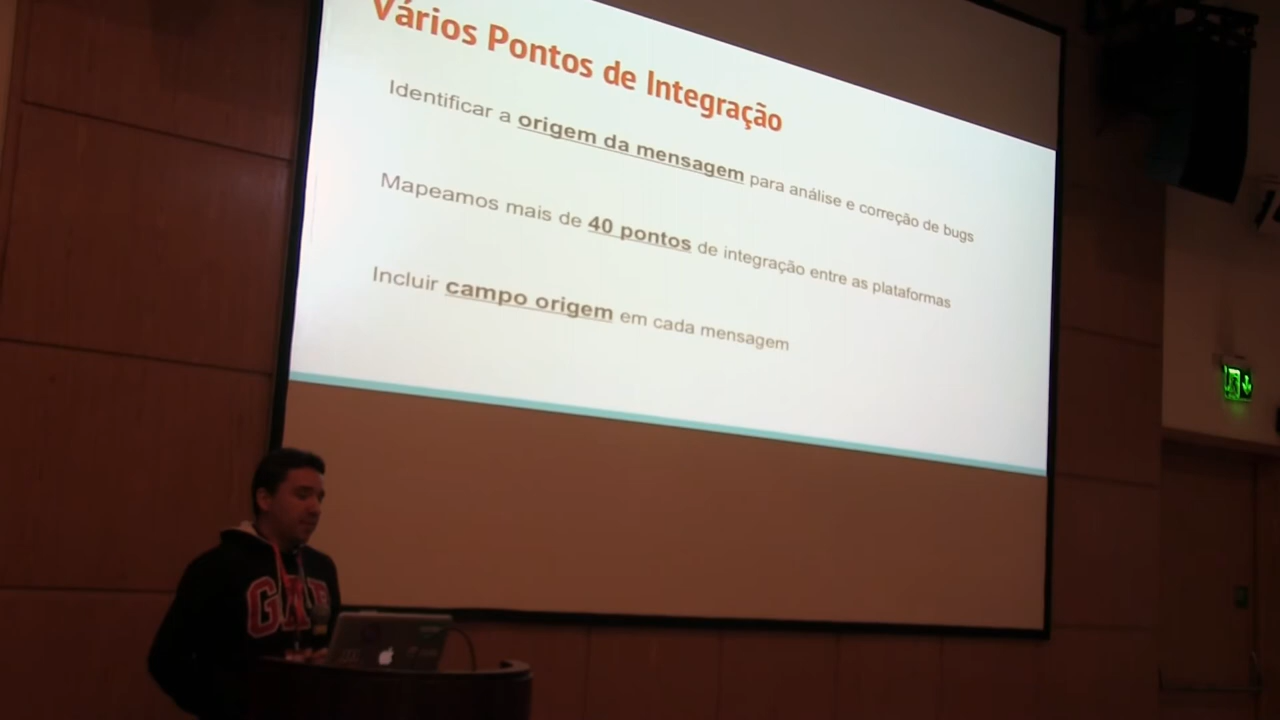 Vários Pontos de Integração
Identificar a origem da mensagem para análise e correção de bugs
Mapeamos mais de 40 pontos de integração entre as plataformas
Incluir campo origem em cada mensagem
GAP